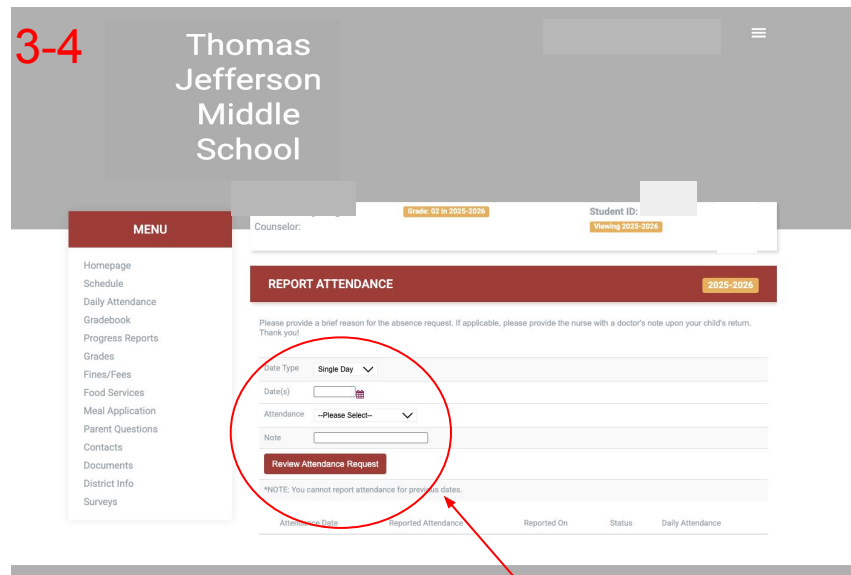 3-4
Thomas
Jefferson
Middle
School
Grade: 02 in 2025-2026
Student ID:
Counselor:
Viewing 2025-2026
MENU
Homepage
Schedule
Daily Attendance
Gradebook
Progress Reports
Grades
Fines/Fees
Food Services
Meal Application
Parent Questions
Contacts
Documents
District Info
Surveys
REPORT ATTENDANCE
2025-2026
Please provide a brief reason for the absence request. If applicable, please provide the nurse with a doctor's note upon your child's return.
Thank you!
Date Type Single Day
Date(s)
Attendance --Please Select--
Note
Review Attendance Request
*NOTE: You cannot report attendance for previous dates.
Attendance Date Reported Attendance Reported On Status Daily Attendance